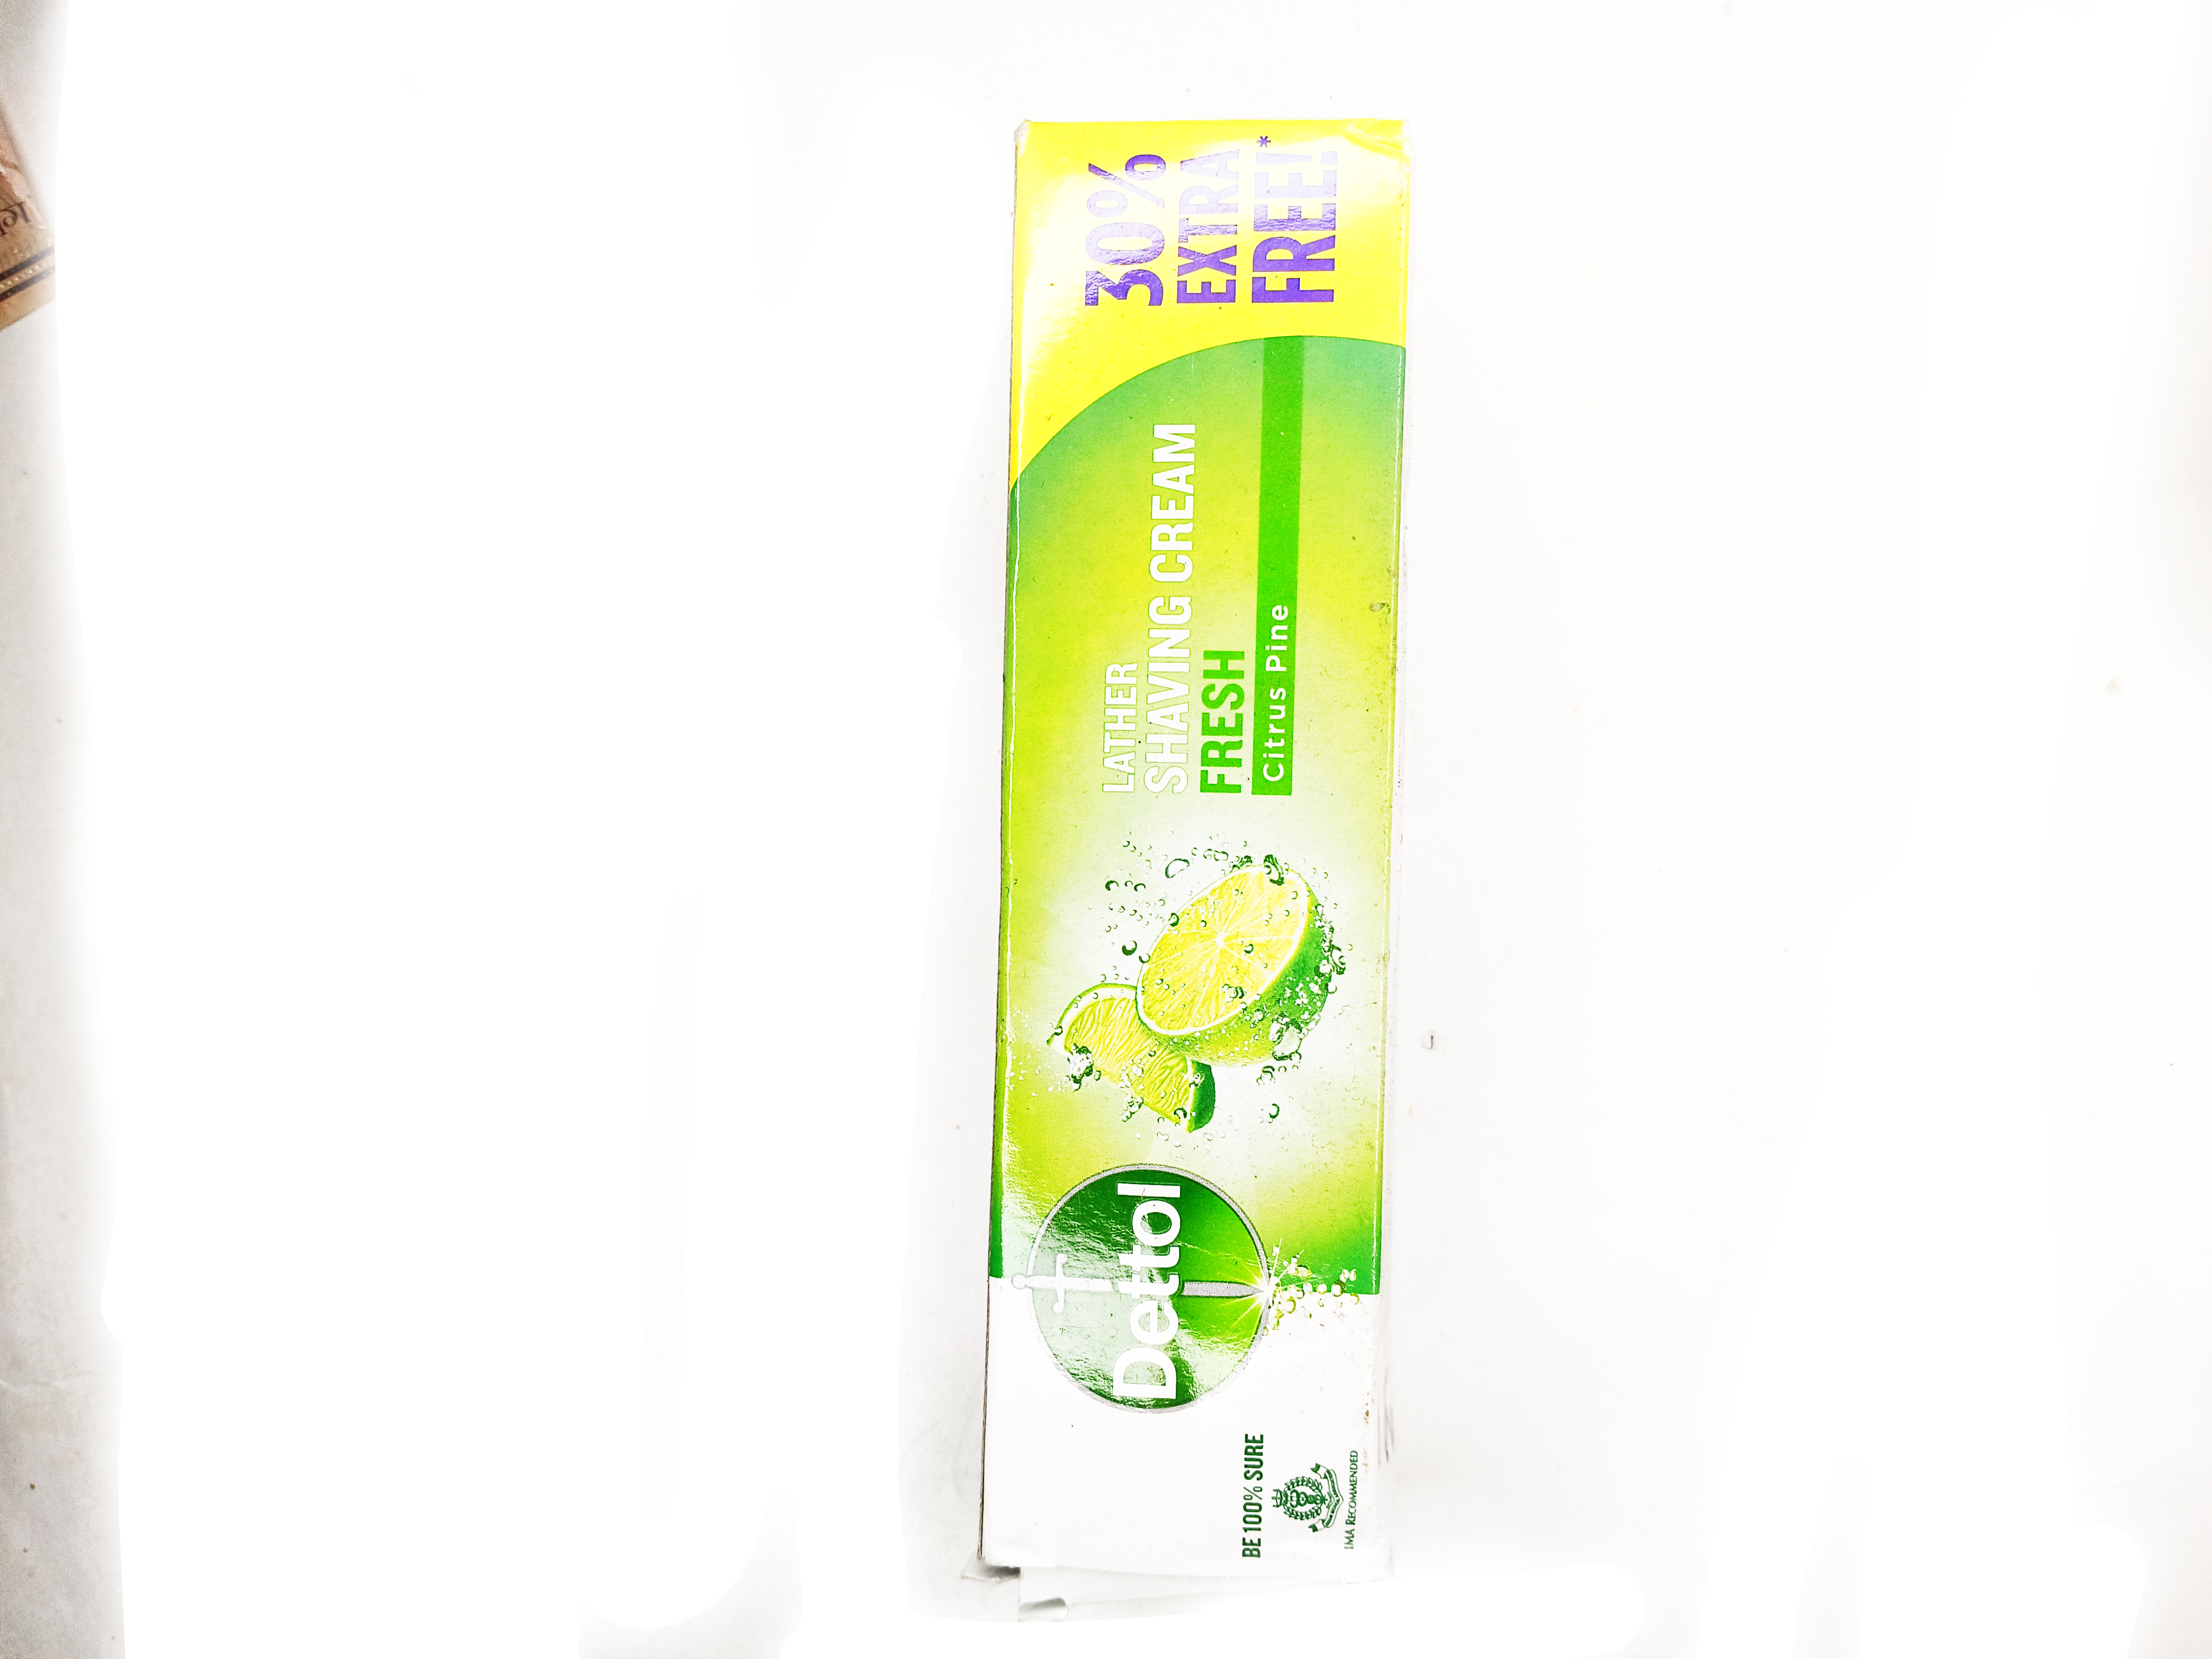 Dettol
BE 100% SURE
IMA RECOMMENDED
LATHER
SHAVING CREAM
FRESH
Citrus Pine
30%
EXTRA
FREE!*